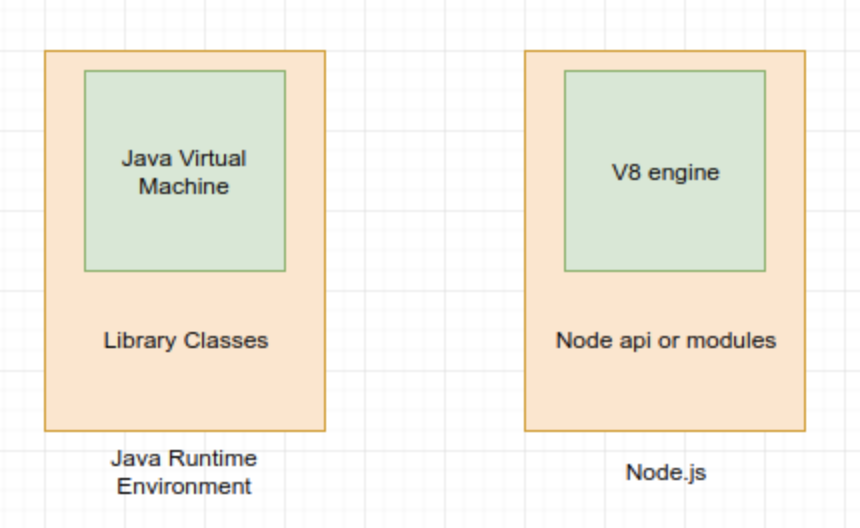 Java Virtual
Machine
Library Classes
Java Runtime
Environment
V8 engine
Node api or modules
Node.js